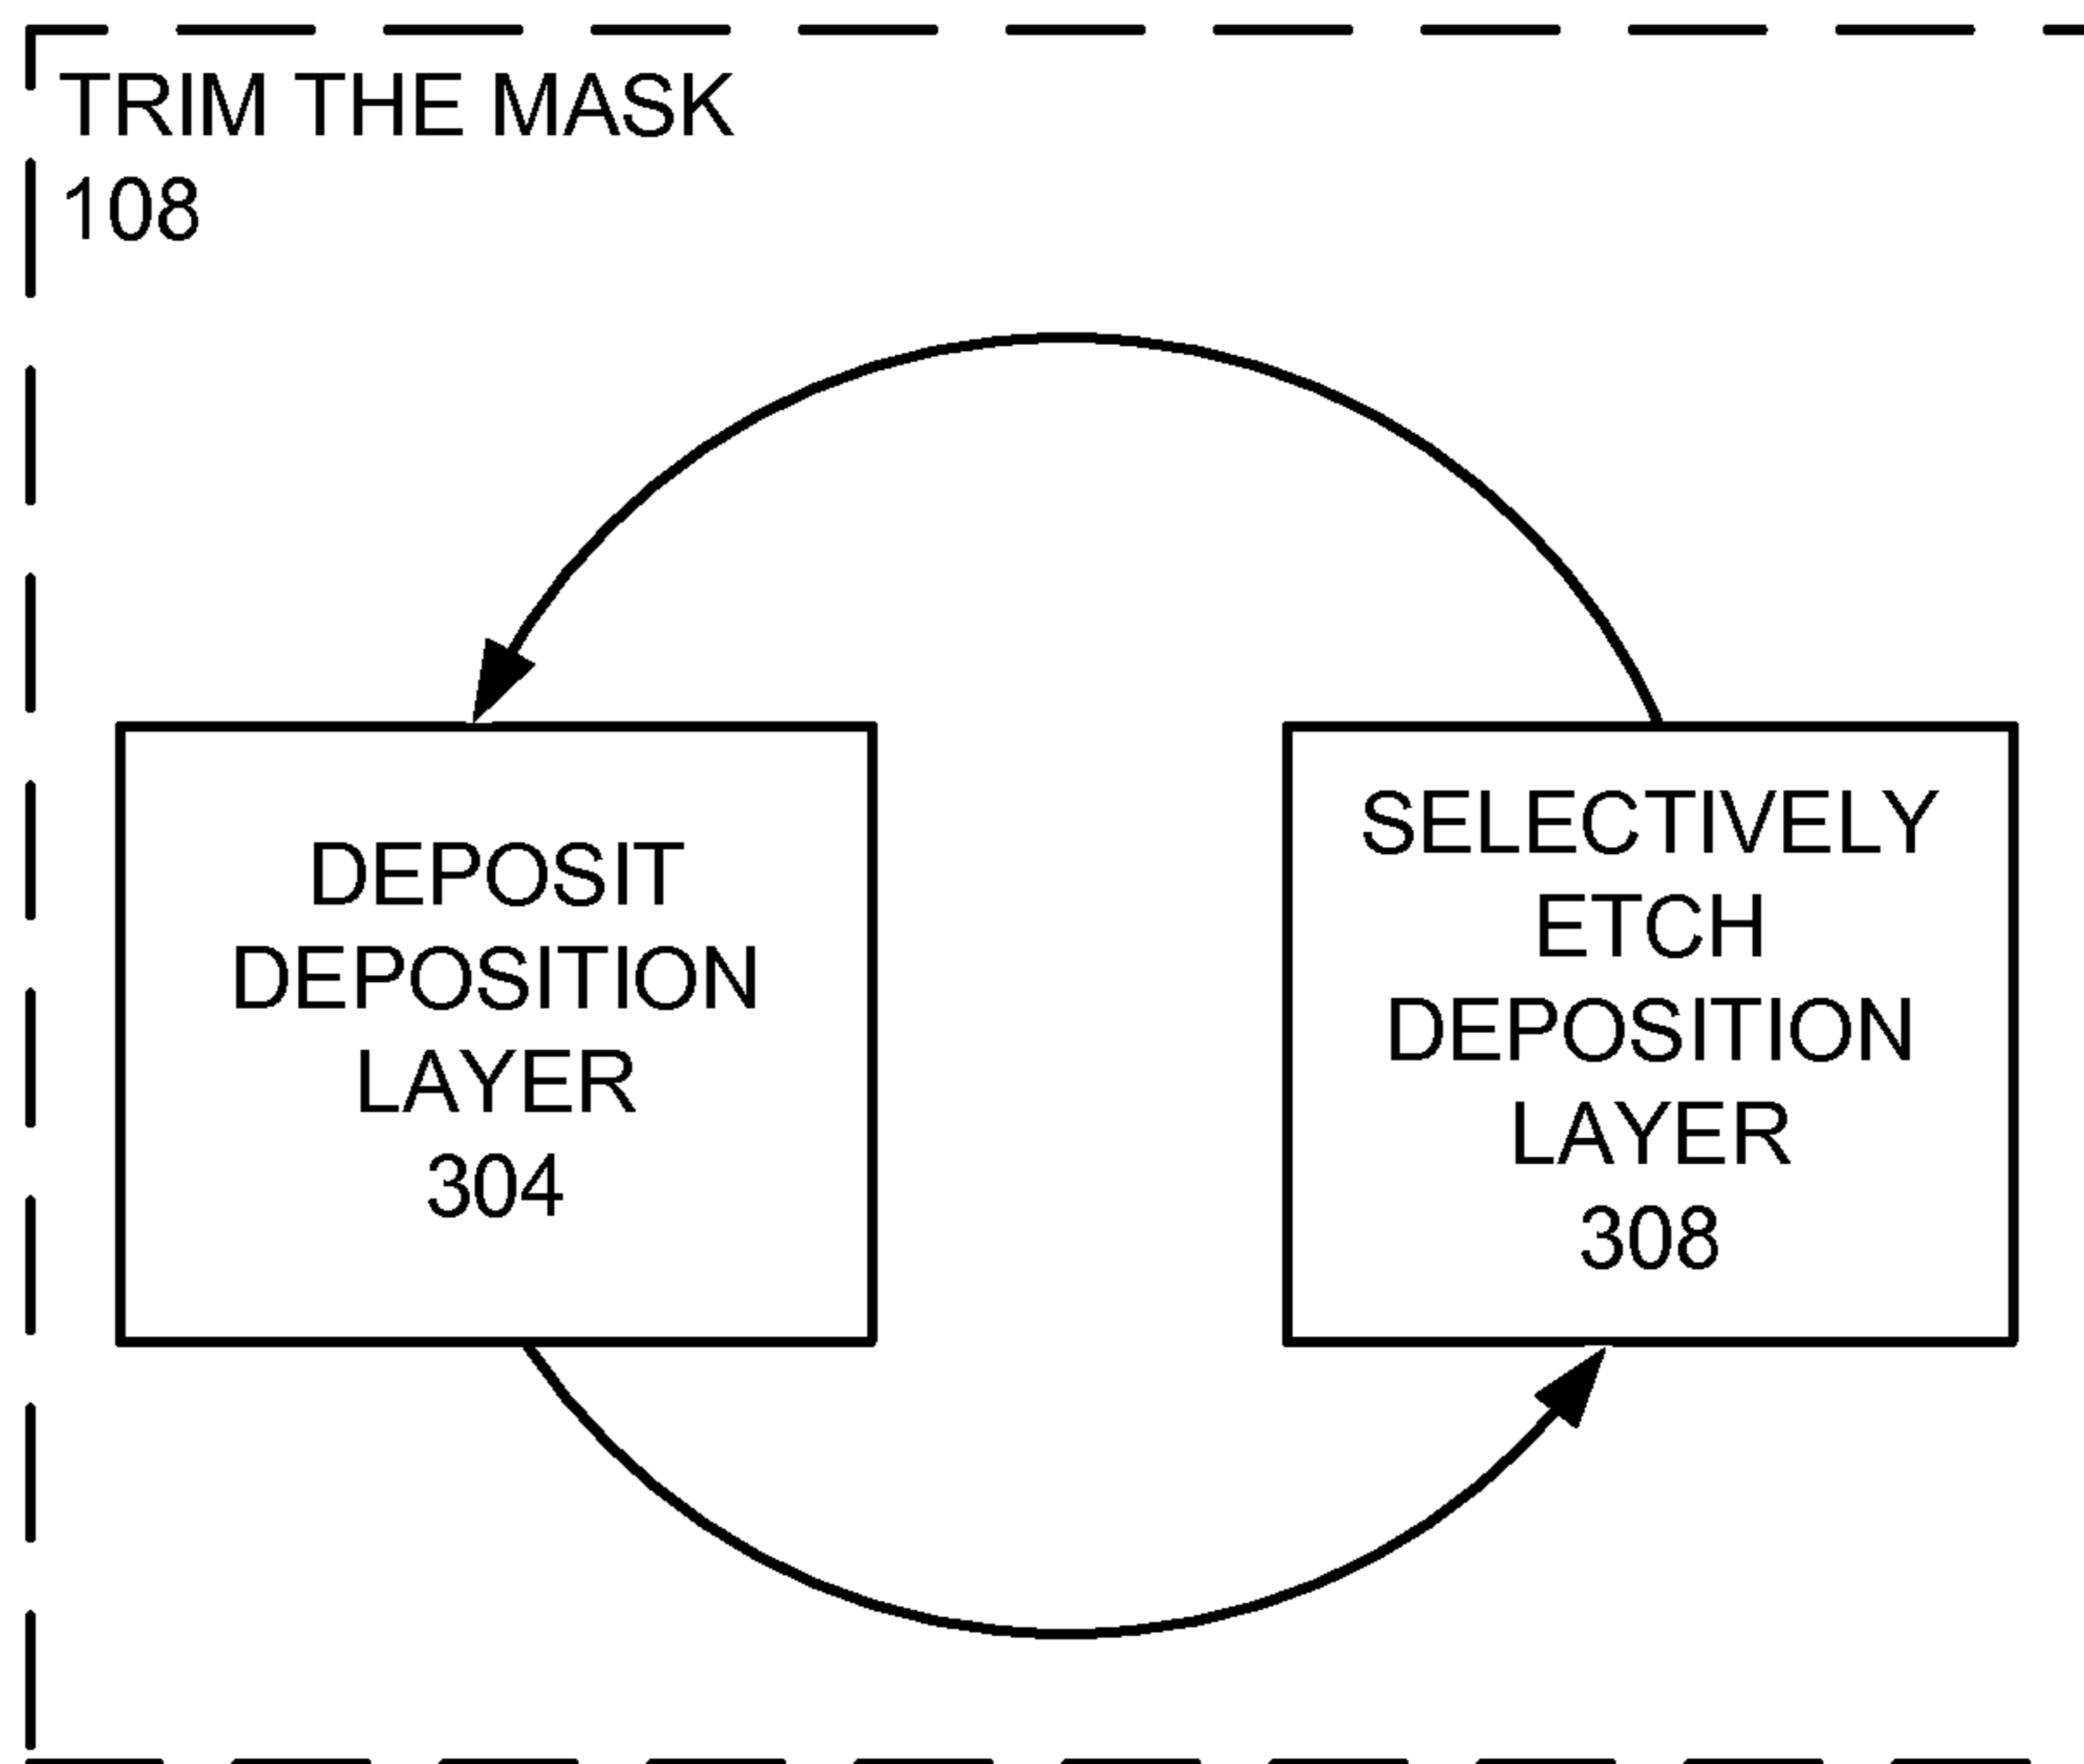 TRIM THE MASK
108
DEPOSIT
DEPOSITION
LAYER
304
SELECTIVELY
ETCH
DEPOSITION
LAYER
308